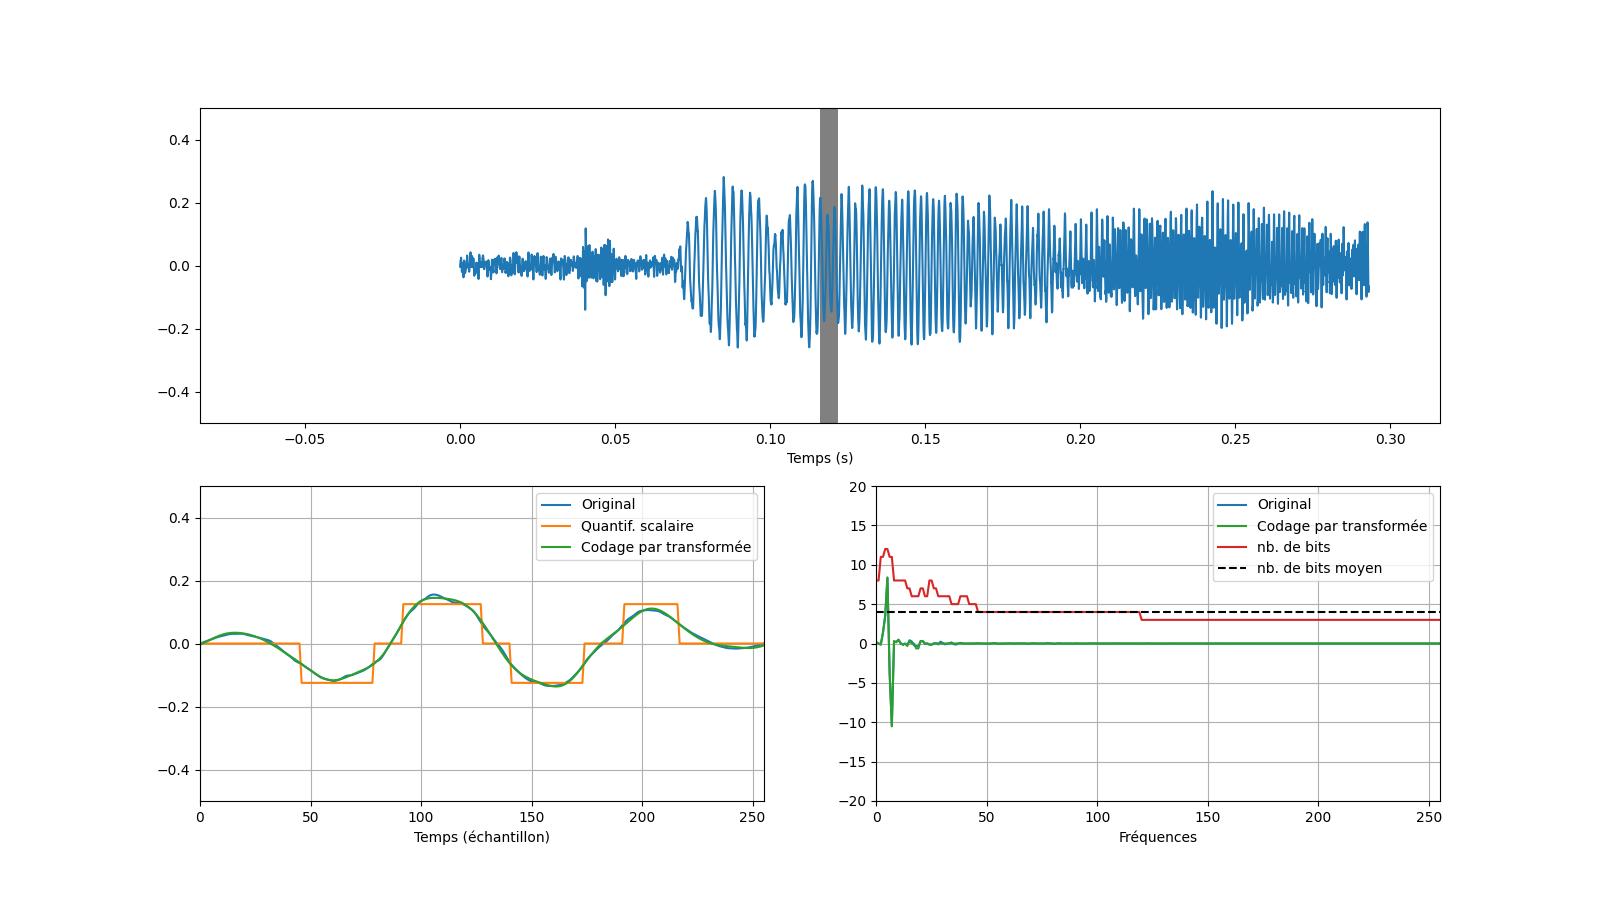 0.4
0.2
0.0
−0.2
−0.4
−0.05 0.00 0.05 0.10 0.15 0.20 0.25 0.30
Temps (s)
0.4
0.2
0.0
−0.2
−0.4
Original
Quantif. scalaire
Codage par transformée
0 50 100 150 200 250
Temps (échantillon)
20
15
10
5
0
−5
−10
−15
−20
Original
Codage par transformée
nb. de bits
nb. de bits moyen
0 50 100 150 200 250
Fréquences